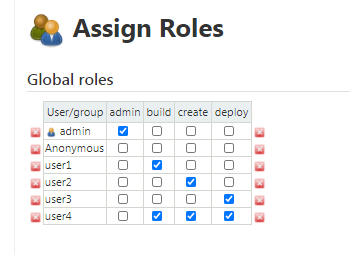 Assign Roles
Global roles
User/group admin build create deploy
admin
Anonymous
user1
user2
user3
user4